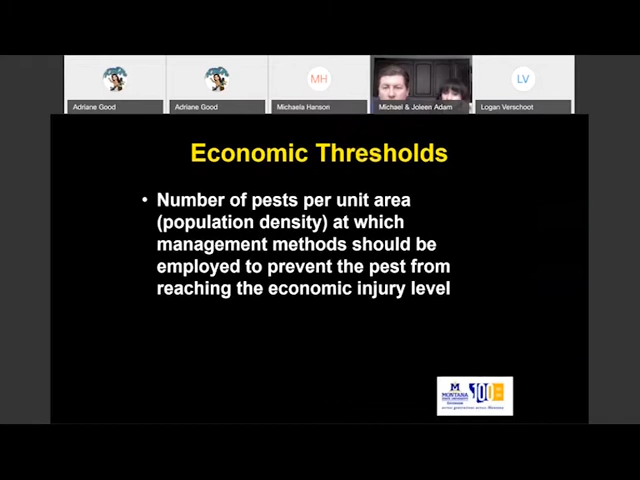 MH
LV
Adriane Good
Adriane Good
Michaela Hanson
Michael & Joleen Adam
Logan Verschoot
Economic Thresholds
• Number of pests per unit area
(population density) at which
management methods should be
employed to prevent the pest from
reaching the economic injury level
M
MONTANA
100